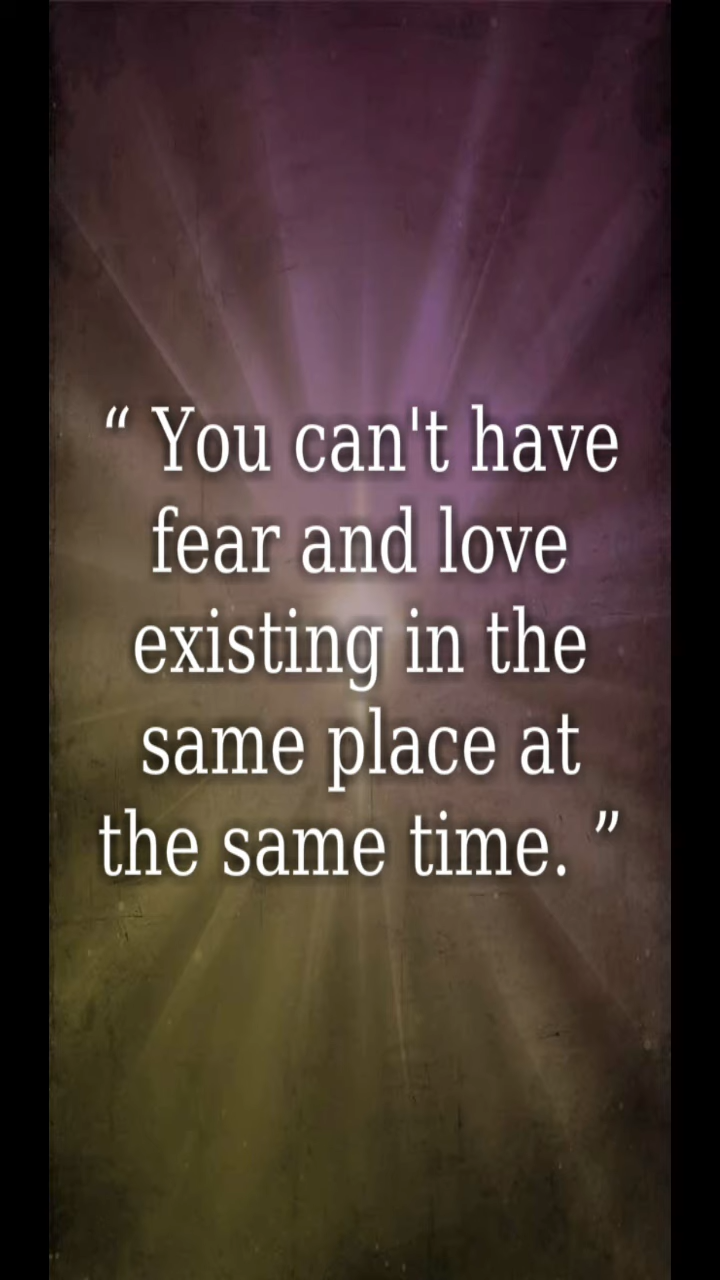 “ You can't have
fear and love
existing in the
same place at
the same time. ”